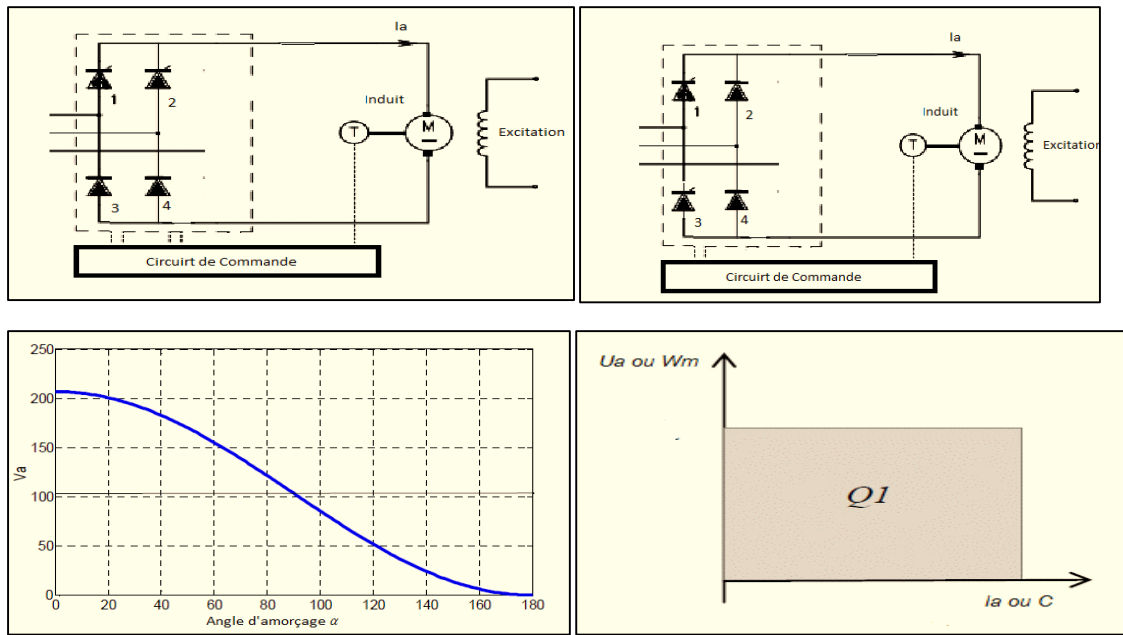 Ia
1
2
Induit
T
M
Excitation
3
4
Circuirt de Commande
Ia
1
2
Induit
T
M
Excitation
3
4
Circuirt de Commande
250
200
150
100
50
0
Va
0 20 40 60 80 100 120 140 160 180
Angle d'amorçage α
Ua ou Wm
Q1
Ia ou C